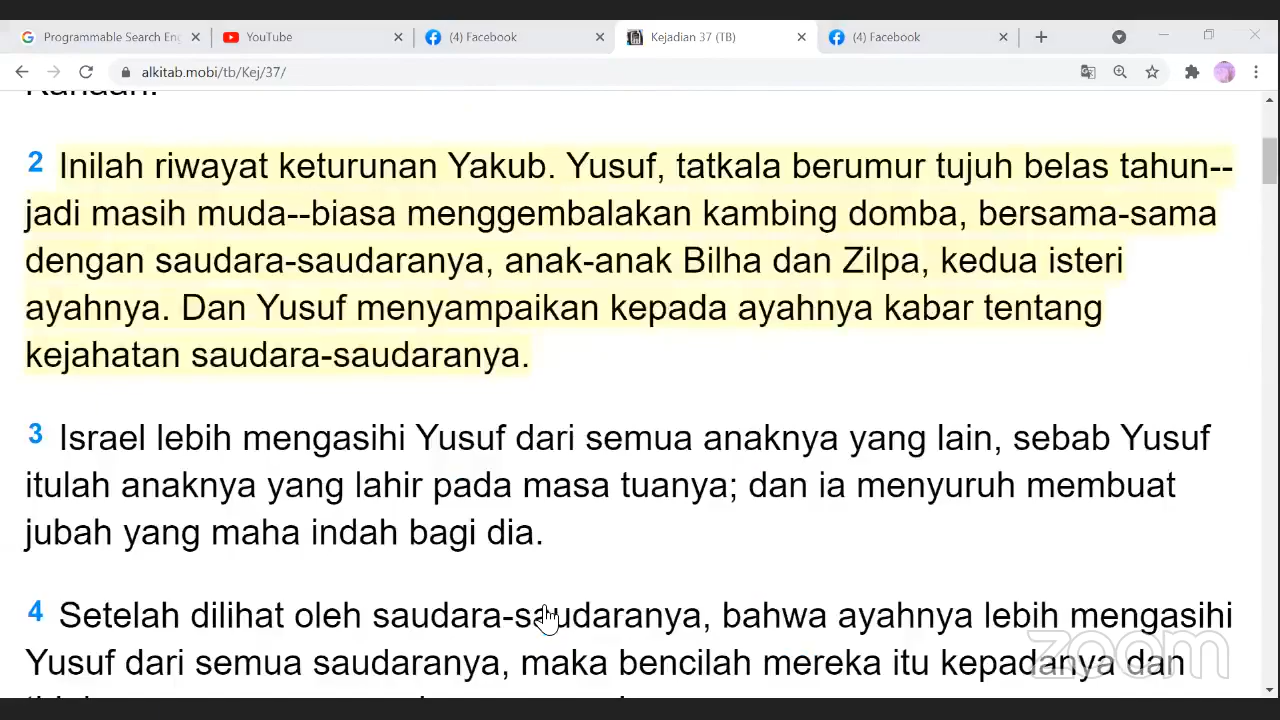 Programmable Search Eng
YouTube
(4) Facebook
Kejadian 37 (TB)
(4) Facebook
alkitab.mobi/tb/Kej/37/
2 Inilah riwayat keturunan Yakub. Yusuf, tatkala berumur tujuh belas tahun--
jadi masih muda--biasa menggembalakan kambing domba, bersama-sama
dengan saudara-saudaranya, anak-anak Bilha dan Zilpa, kedua isteri
ayahnya. Dan Yusuf menyampaikan kepada ayahnya kabar tentang
kejahatan saudara-saudaranya.
3 Israel lebih mengasihi Yusuf dari semua anaknya yang lain, sebab Yusuf
itulah anaknya yang lahir pada masa tuanya; dan ia menyuruh membuat
jubah yang maha indah bagi dia.
4 Setelah dilihat oleh saudara-saudaranya, bahwa ayahnya lebih mengasihi
Yusuf dari semua saudaranya, maka bencilah mereka itu kepadanya dan
zoom